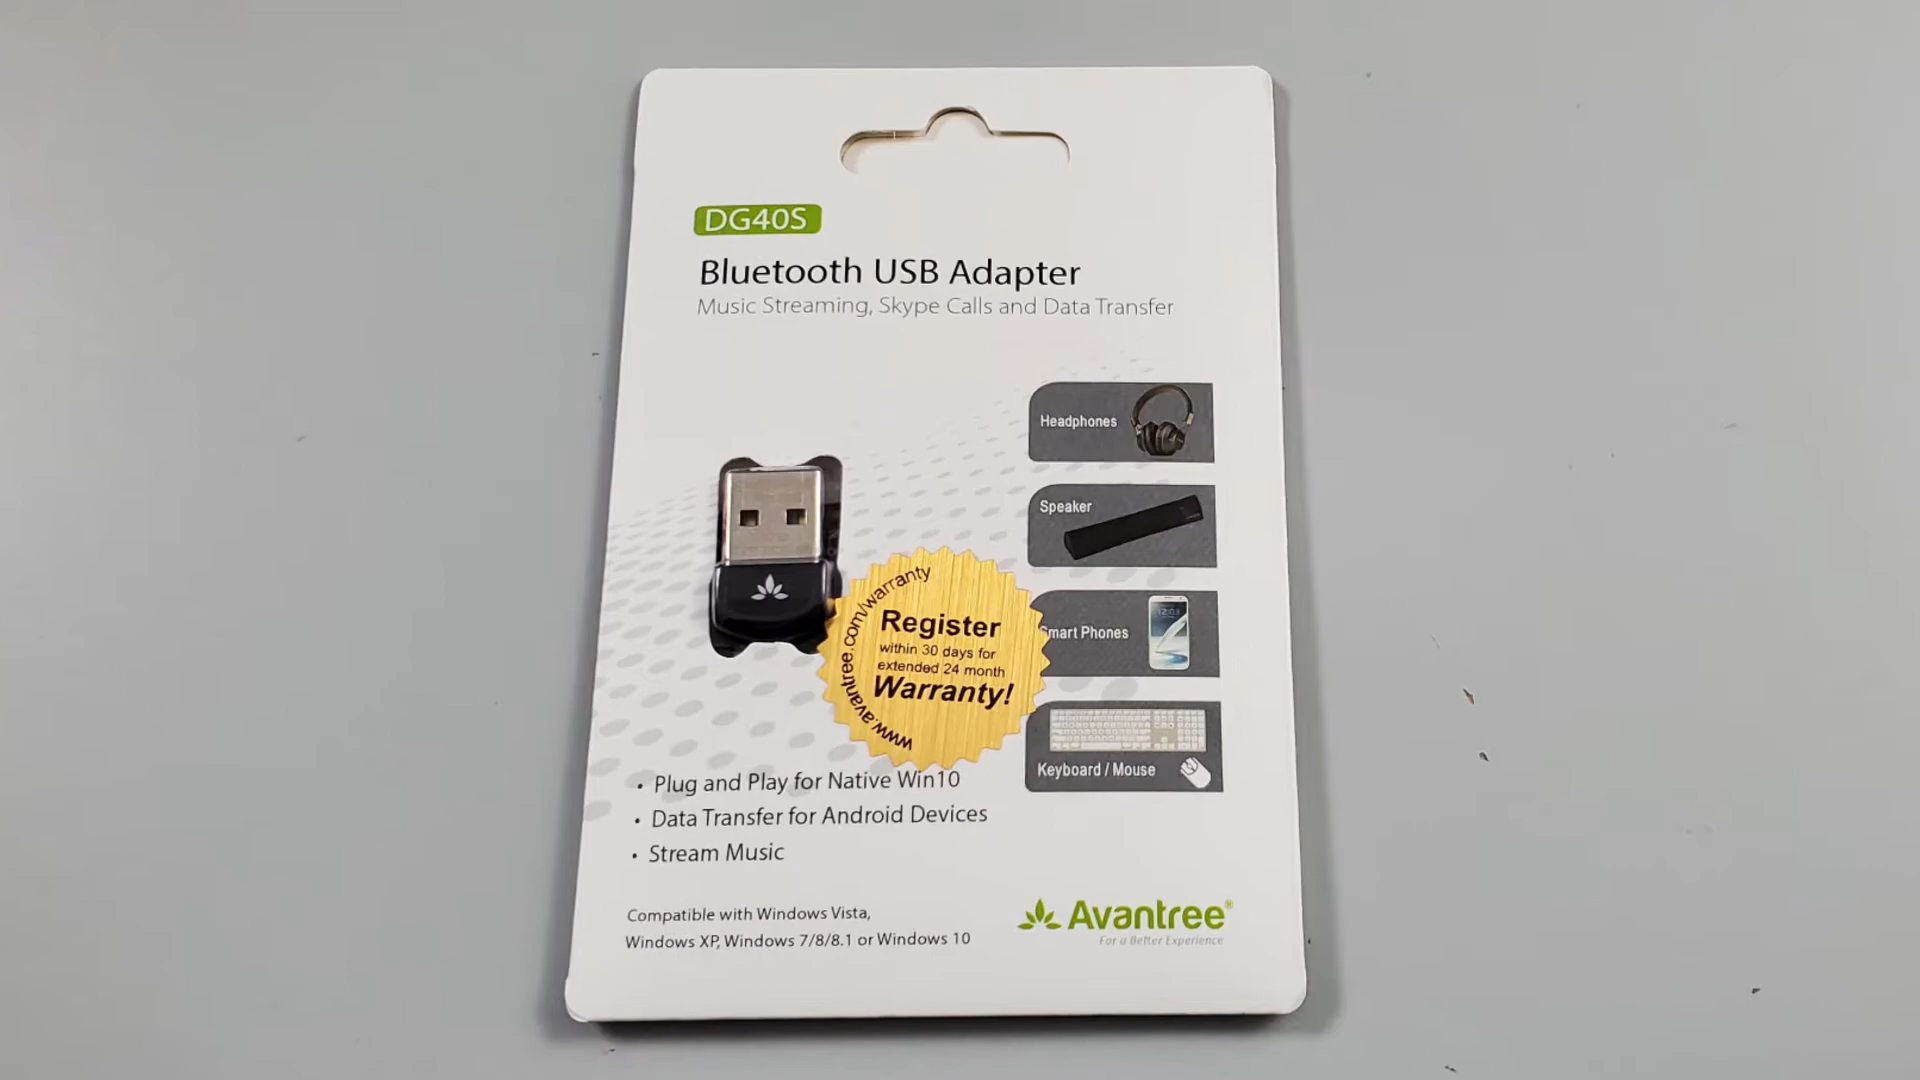 DG40S
Bluetooth USB Adapter
Music Streaming, Skype Calls and Data Transfer
Headphones
Speaker
Smart Phones
12:03
Keyboard / Mouse
www.avantree.com/warranty
Register
within 30 days for
extended 24 month
Warranty!
• Plug and Play for Native Win10
• Data Transfer for Android Devices
• Stream Music
Compatible with Windows Vista,
Windows XP, Windows 7/8/8.1 or Windows 10
Avantree®
For a Better Experience